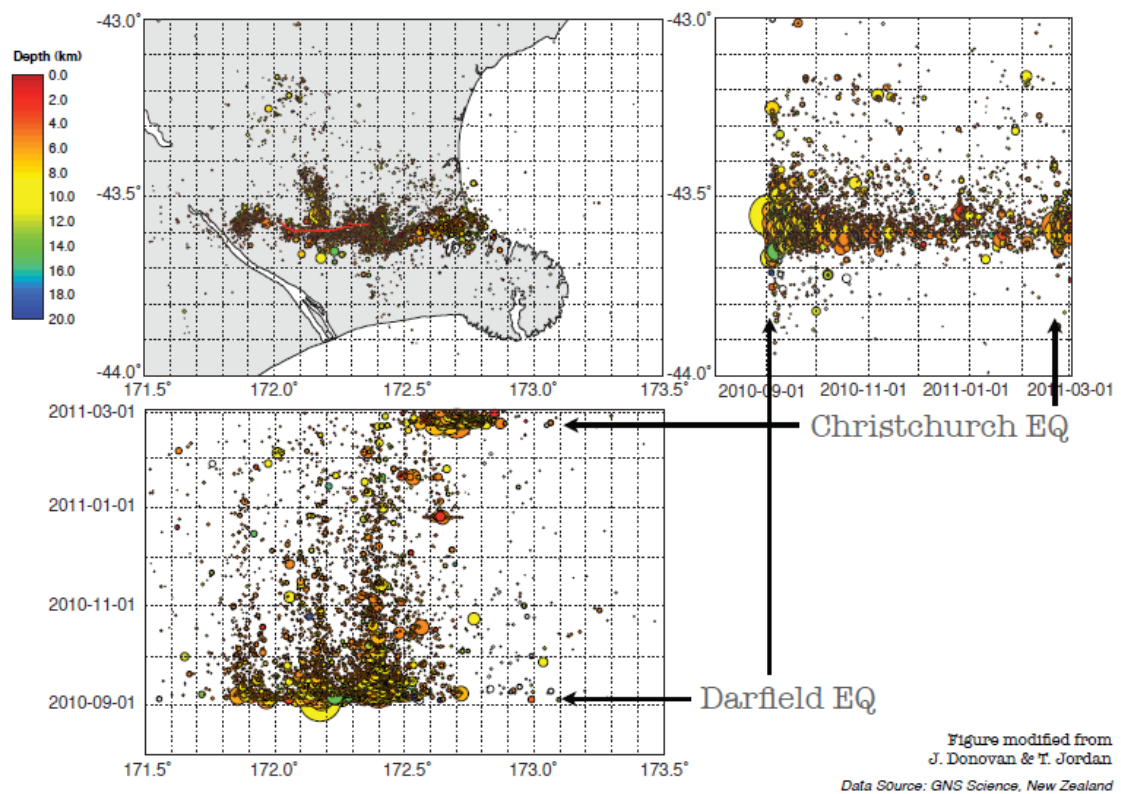 Depth (km)
0.0
2.0
4.0
6.0
8.0
10.0
12.0
14.0
16.0
18.0
20.0
-43.0°
-43.5°
-44.0°
171.5° 172.0° 172.5° 173.0° 173.5°
-43.0°
-43.5°
-44.0°
2010-09-01 2010-11-01 2011-01-01 2011-03-01
Christchurch EQ
2011-03-01
2011-01-01
2010-11-01
2010-09-01
171.5° 172.0° 172.5° 173.0° 173.5°
Darfield EQ
Figure modified from
J. Donovan & T. Jordan
Data Source: GNS Science, New Zealand